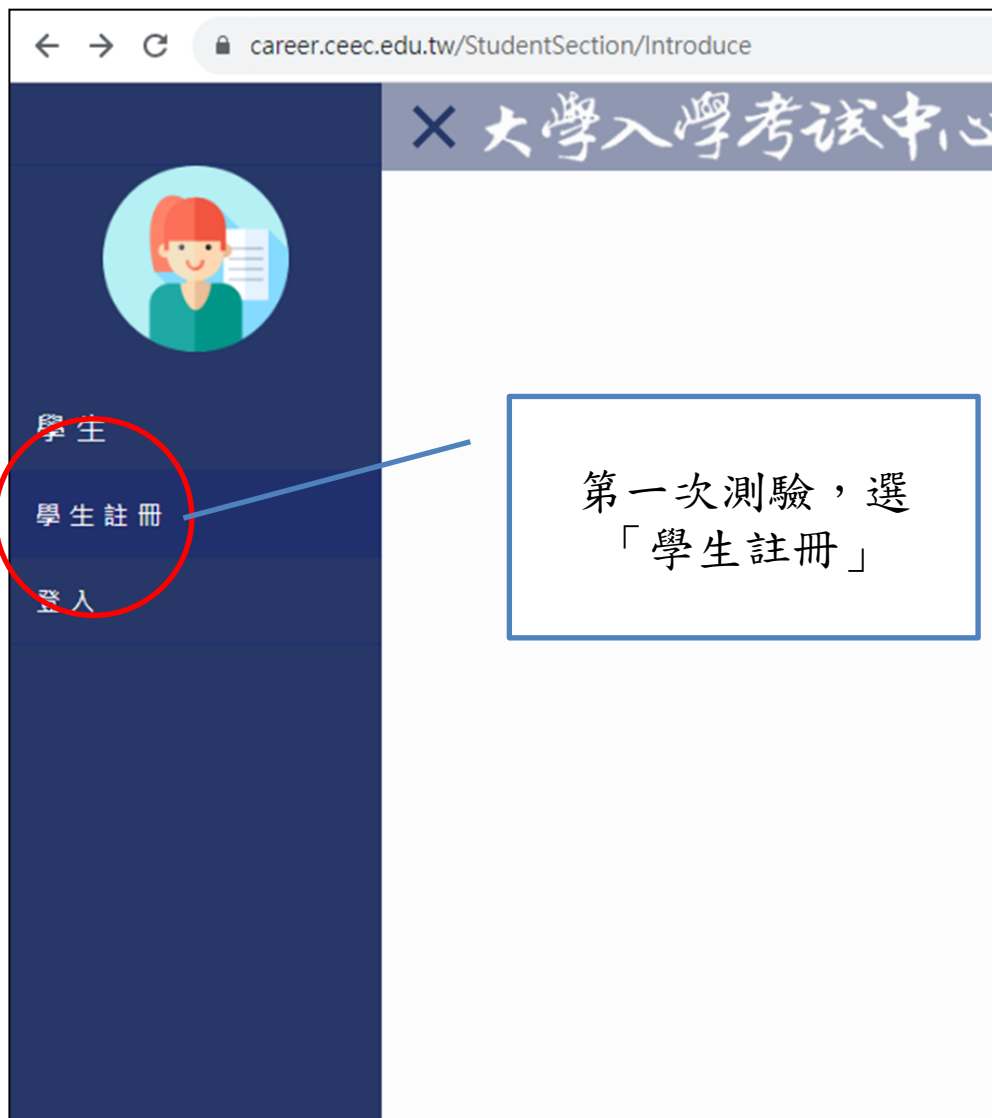 career.ceec.edu.tw/StudentSection/Introduce
大學入學考試中心
學生
學生註冊
登入
第一次測驗，選
「學生註冊」